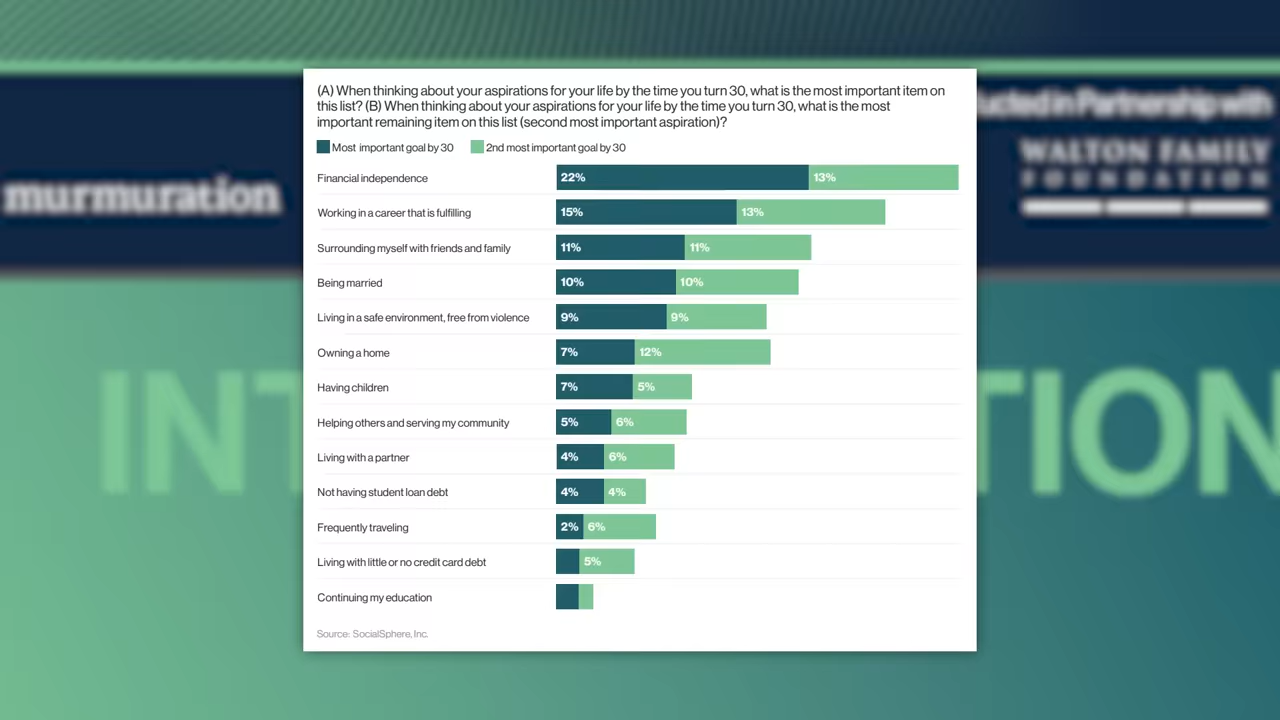 (A) When thinking about your aspirations for your life by the time you turn 30, what is the most important item on
this list? (B) When thinking about your aspirations for your life by the time you turn 30, what is the most
important remaining item on this list (second most important aspiration)?
Most important goal by 30 2nd most important goal by 30
Financial independence 22% 13%
Working in a career that is fulfilling 15% 13%
Surrounding myself with friends and family 11% 11%
Being married 10% 10%
Living in a safe environment, free from violence 9% 9%
Owning a home 7% 12%
Having children 7% 5%
Helping others and serving my community 5% 6%
Living with a partner 4% 6%
Not having student loan debt 4% 4%
Frequently traveling 2% 6%
Living with little or no credit card debt 5%
Continuing my education
Source: SocialSphere, Inc.
murmuration
ucted in Partnership with
WALTON FAMILY
FOUNDATION
INT
TION